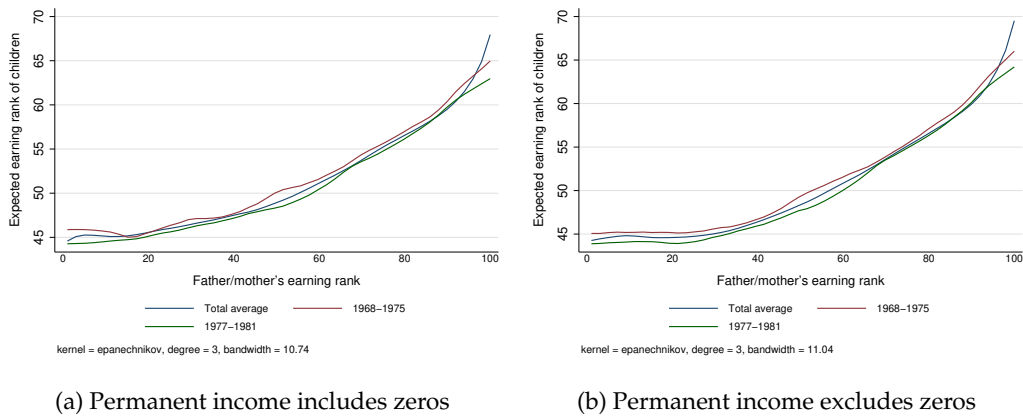 70
65
60
55
50
45
Expected earning rank of children
0 20 40 60 80 100
Father/mother's earning rank
Total average 1968−1975
1977−1981
kernel = epanechnikov, degree = 3, bandwidth = 10.74
(a) Permanent income includes zeros
70
65
60
55
50
45
Expected earning rank of children
0 20 40 60 80 100
Father/mother's earning rank
Total average 1968−1975
1977−1981
kernel = epanechnikov, degree = 3, bandwidth = 11.04
(b) Permanent income excludes zeros